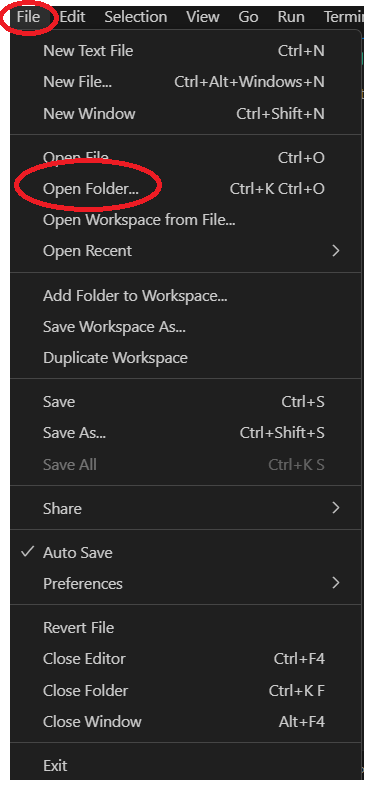 File Edit Selection View Go Run Termin
New Text File Ctrl+N
New File... Ctrl+Alt+Windows+N
New Window Ctrl+Shift+N
Open File... Ctrl+O
Open Folder... Ctrl+K Ctrl+O
Open Workspace from File...
Open Recent
Add Folder to Workspace...
Save Workspace As...
Duplicate Workspace
Save Ctrl+S
Save As... Ctrl+Shift+S
Save All Ctrl+K S
Share
Auto Save
Preferences
Revert File
Close Editor Ctrl+F4
Close Folder Ctrl+K F
Close Window Alt+F4
Exit